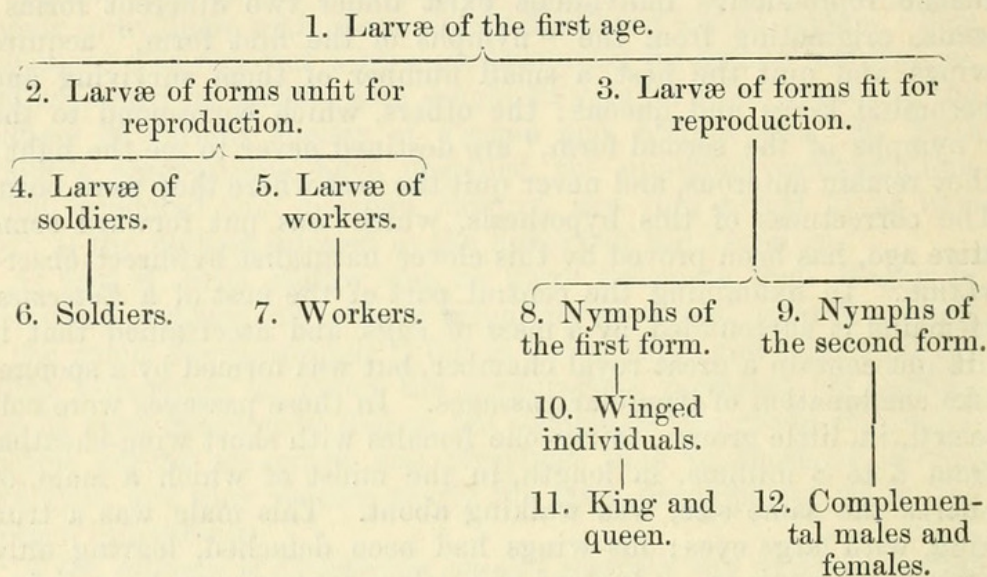 1. Larvæ of the first age.
2. Larvæ of forms unfit for
reproduction.
3. Larvæ of forms fit for
reproduction.
4. Larvæ of
soldiers.
5. Larvæ of
workers.
6. Soldiers.
7. Workers.
8. Nymphs of
the first form.
9. Nymphs of
the second form.
10. Winged
individuals.
11. King and
queen.
12. Complemen-
tal males and
females.